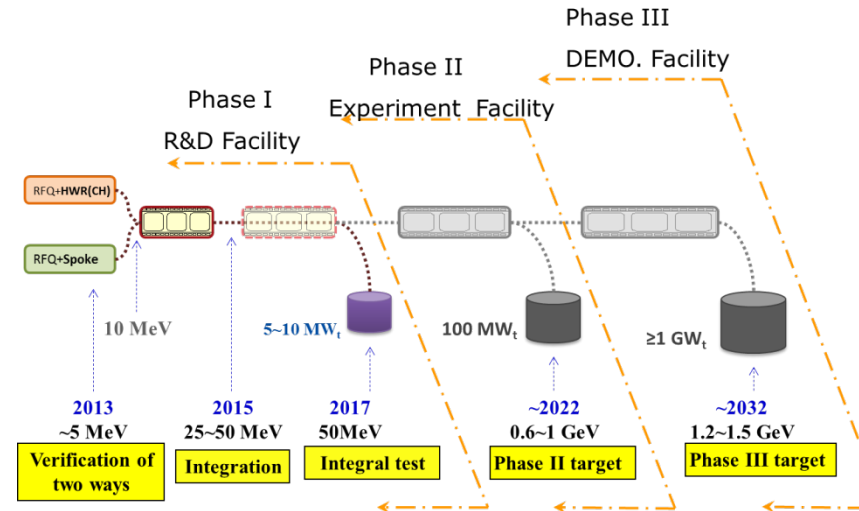 Phase III
DEMO. Facility
Phase II
Experiment Facility
Phase I
R&D Facility
RFQ+HWR(CH)
RFQ+Spoke
10 MeV
5~10 MWt
100 MWt
≥1 GWt
2013
~5 MeV
Verification of
two ways
2015
25~50 MeV
Integration
2017
50MeV
Integral test
~2022
0.6~1 GeV
Phase II target
~2032
1.2~1.5 GeV
Phase III target